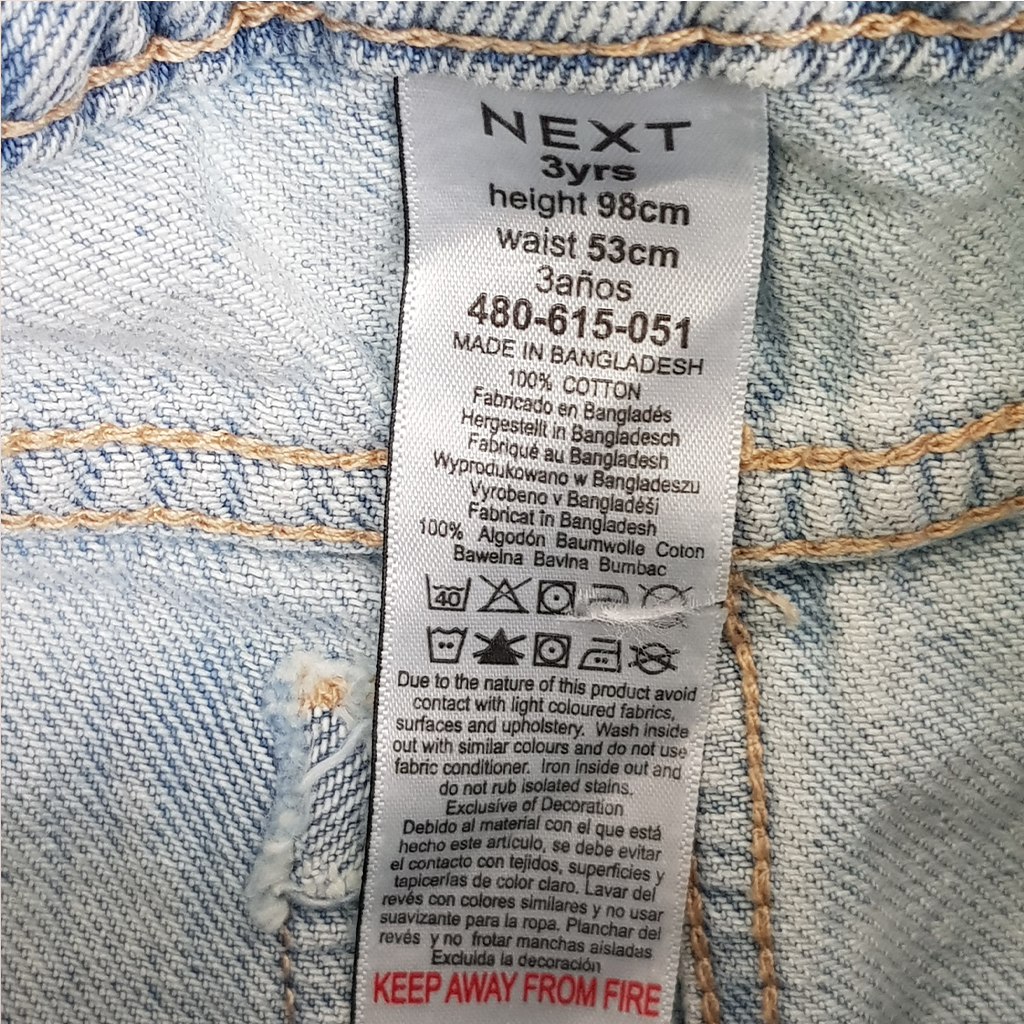 NEXT
3yrs
height 98cm
waist 53cm
3años
480-615-051
MADE IN BANGLADESH
100% COTTON
Fabricado en Bangladés
Hergestellt in Bangladesch
Fabriqué au Bangladesh
Wyprodukowano w Bangladeszu
Vyrobeno v Bangladéši
Fabricat în Bangladesh
100% Algodón Baumwolle Coton
Bawełna Bavlna Bumbac
40
Due to the nature of this product avoid
contact with light coloured fabrics,
surfaces and upholstery. Wash inside
out with similar colours and do not use
fabric conditioner. Iron inside out and
do not rub isolated stains.
Exclusive of Decoration
Debido al material con el que está
hecho este artículo, se debe evitar
el contacto con tejidos, superficies y
tapicerías de color claro. Lavar del
revés con colores similares y no usar
suavizante para la ropa. Planchar del
revés y no frotar manchas aisladas
Excluida la decoración
KEEP AWAY FROM FIRE